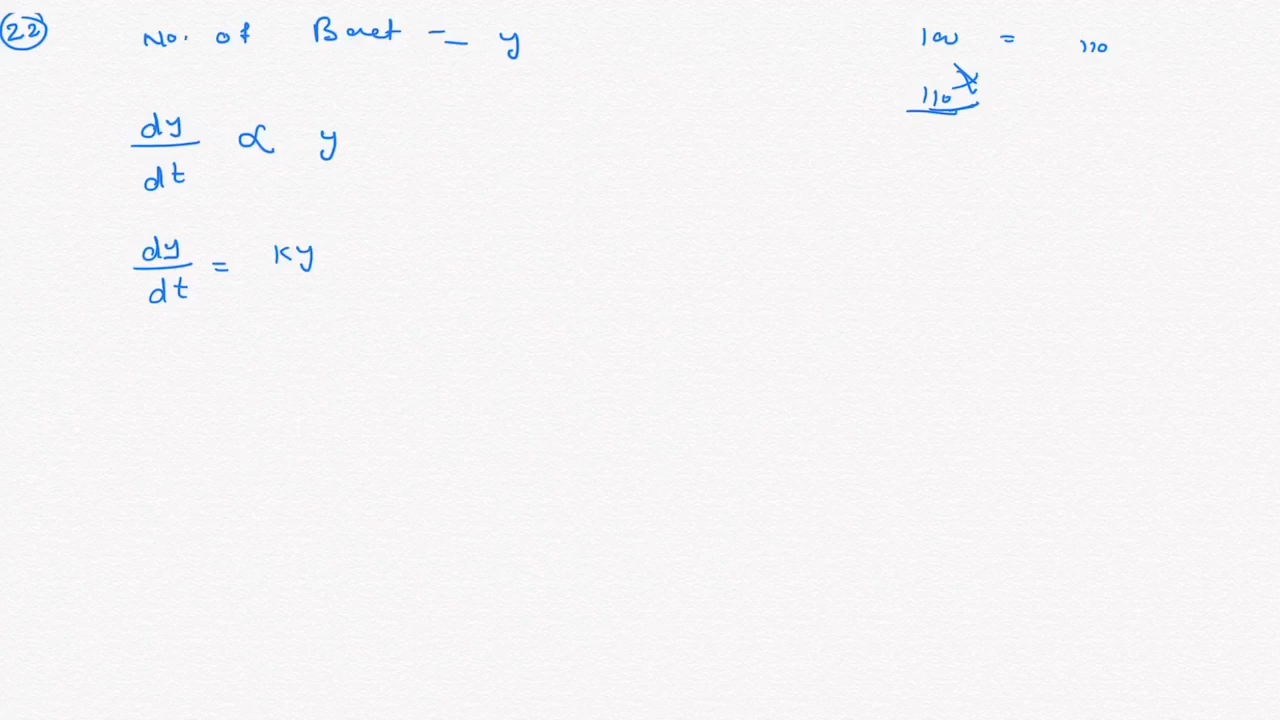 22 No. of Bact - y
100 = 110
110
dy/dt ∝ y
dy/dt = ky